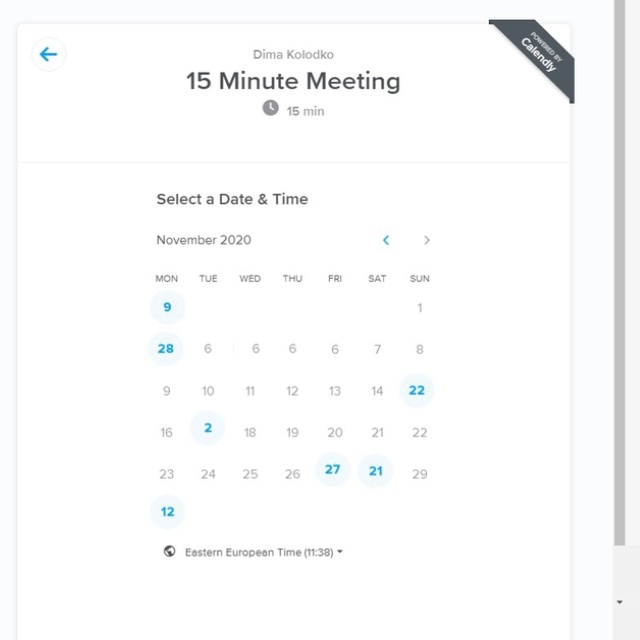 POWERED BY
Calendly
Dima Kolodko
15 Minute Meeting
15 min
Select a Date & Time
November 2020
MON TUE WED THU FRI SAT SUN
9 1
28 6 6 6 6 7 8
9 10 11 12 13 14 22
16 2 18 19 20 21 22
23 24 25 26 27 21 29
12
Eastern European Time (11:38)